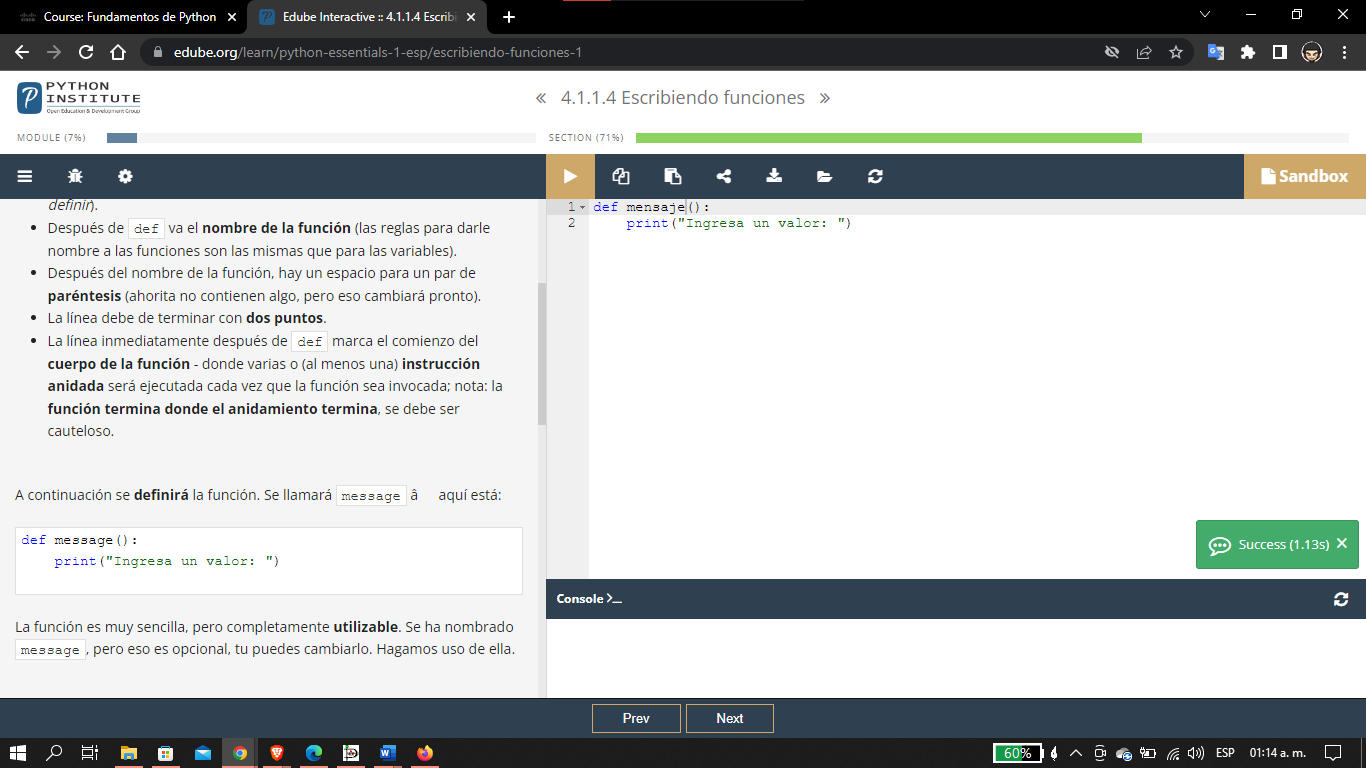 Course: Fundamentos de Python
Edube Interactive :: 4.1.1.4 Escribi
edube.org/learn/python-essentials-1-esp/escribiendo-funciones-1
PYTHON
INSTITUTE
Open Education & Development Group
« 4.1.1.4 Escribiendo funciones »
MODULE (7%)
SECTION (71%)
Sandbox
definir).
• Después de def va el nombre de la función (las reglas para darle
nombre a las funciones son las mismas que para las variables).
• Después del nombre de la función, hay un espacio para un par de
paréntesis (ahorita no contienen algo, pero eso cambiará pronto).
• La línea debe de terminar con dos puntos.
• La línea inmediatamente después de def marca el comienzo del
cuerpo de la función - donde varias o (al menos una) instrucción
anidada será ejecutada cada vez que la función sea invocada; nota: la
función termina donde el anidamiento termina, se debe ser
cauteloso.
A continuación se definirá la función. Se llamará message â aquí está:
def message():
    print("Ingresa un valor: ")
La función es muy sencilla, pero completamente utilizable. Se ha nombrado
message, pero eso es opcional, tu puedes cambiarlo. Hagamos uso de ella.
1 def mensaje():
2     print("Ingresa un valor: ")
Success (1.13s)
Console >_
Prev
Next
60%
ESP
01:14 a. m.